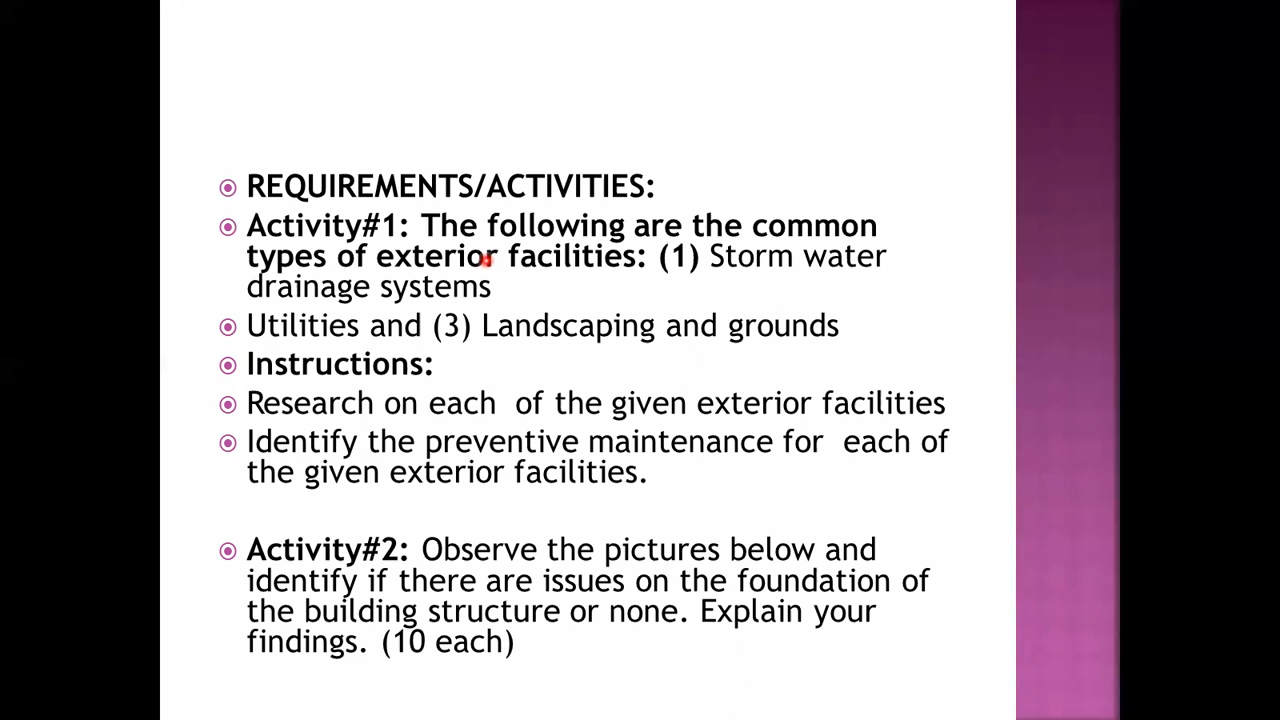 REQUIREMENTS/ACTIVITIES:
Activity#1: The following are the common
types of exterior facilities: (1) Storm water
drainage systems
Utilities and (3) Landscaping and grounds
Instructions:
Research on each  of the given exterior facilities
Identify the preventive maintenance for  each of
the given exterior facilities.
Activity#2: Observe the pictures below and
identify if there are issues on the foundation of
the building structure or none. Explain your
findings. (10 each)